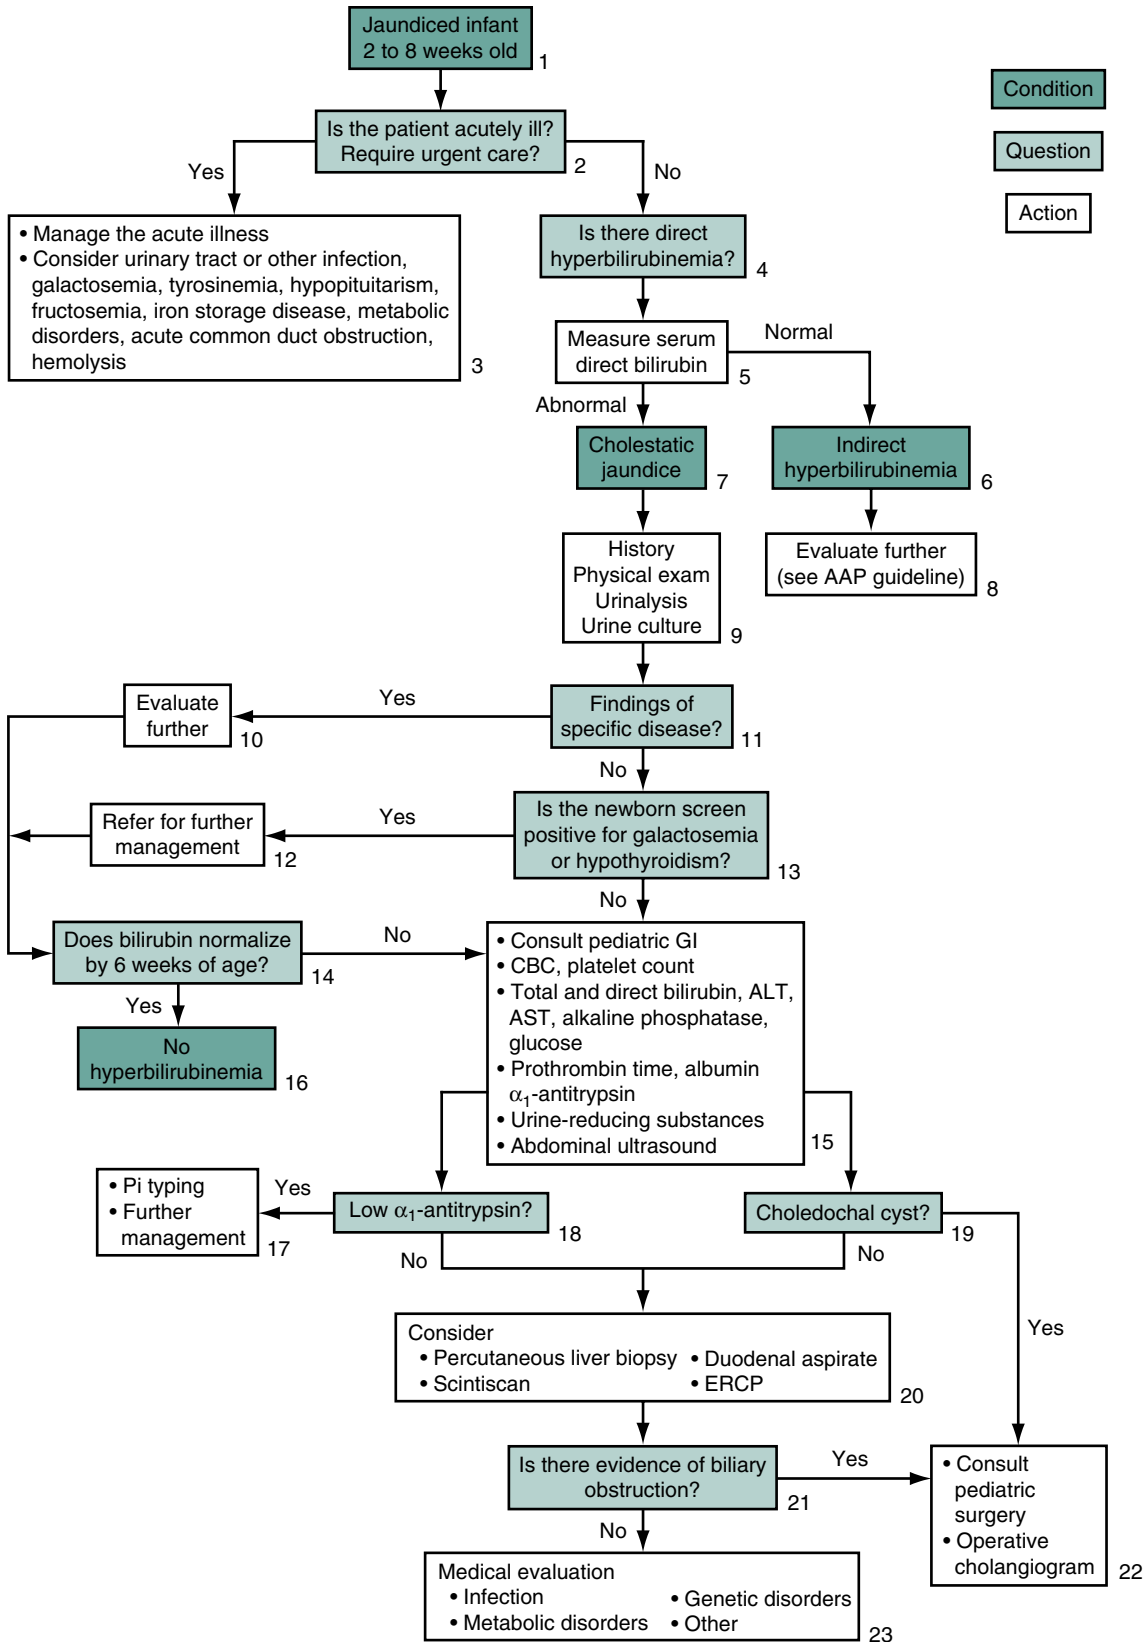 Jaundiced infant
2 to 8 weeks old
1
Condition
Question
Action
Is the patient acutely ill?
Require urgent care?
2
Yes
No
• Manage the acute illness
• Consider urinary tract or other infection,
galactosemia, tyrosinemia, hypopituitarism,
fructosemia, iron storage disease, metabolic
disorders, acute common duct obstruction,
hemolysis
3
Is there direct
hyperbilirubinemia?
4
Measure serum
direct bilirubin
5
Normal
Abnormal
Cholestatic
jaundice
7
Indirect
hyperbilirubinemia
6
History
Physical exam
Urinalysis
Urine culture
9
Evaluate further
(see AAP guideline)
8
Evaluate
further
10
Yes
Findings of
specific disease?
11
No
Refer for further
management
12
Yes
Is the newborn screen
positive for galactosemia
or hypothyroidism?
13
No
Does bilirubin normalize
by 6 weeks of age?
14
No
Yes
No
hyperbilirubinemia
16
• Consult pediatric GI
• CBC, platelet count
• Total and direct bilirubin, ALT,
AST, alkaline phosphatase,
glucose
• Prothrombin time, albumin
α1-antitrypsin
• Urine-reducing substances
• Abdominal ultrasound
15
• Pi typing
• Further
management
17
Yes
Low α1-antitrypsin?
18
No
Choledochal cyst?
19
No
Yes
Consider
• Percutaneous liver biopsy
• Scintiscan
• Duodenal aspirate
• ERCP
20
Is there evidence of biliary
obstruction?
21
Yes
No
• Consult
pediatric
surgery
• Operative
cholangiogram
22
Medical evaluation
• Infection
• Metabolic disorders
• Genetic disorders
• Other
23